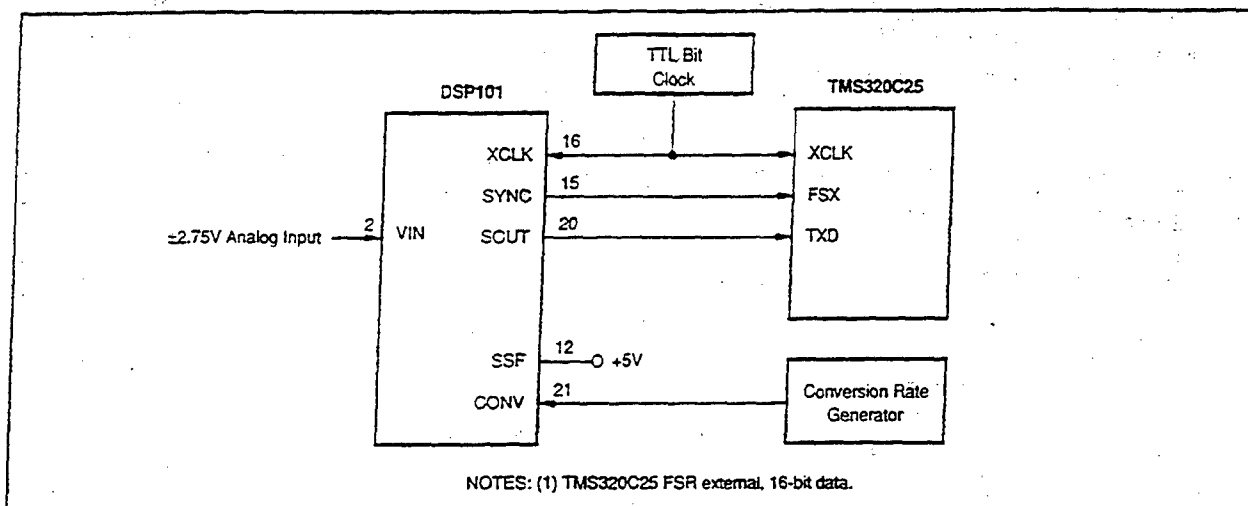 TTL Bit
Clock
DSP101
TMS320C25
XCLK
16
XCLK
SYNC
15
FSX
±2.75V Analog Input
2
VIN
SOUT
20
TXD
SSF
12
+5V
CONV
21
Conversion Rate
Generator
NOTES: (1) TMS320C25 FSR external, 16-bit data.